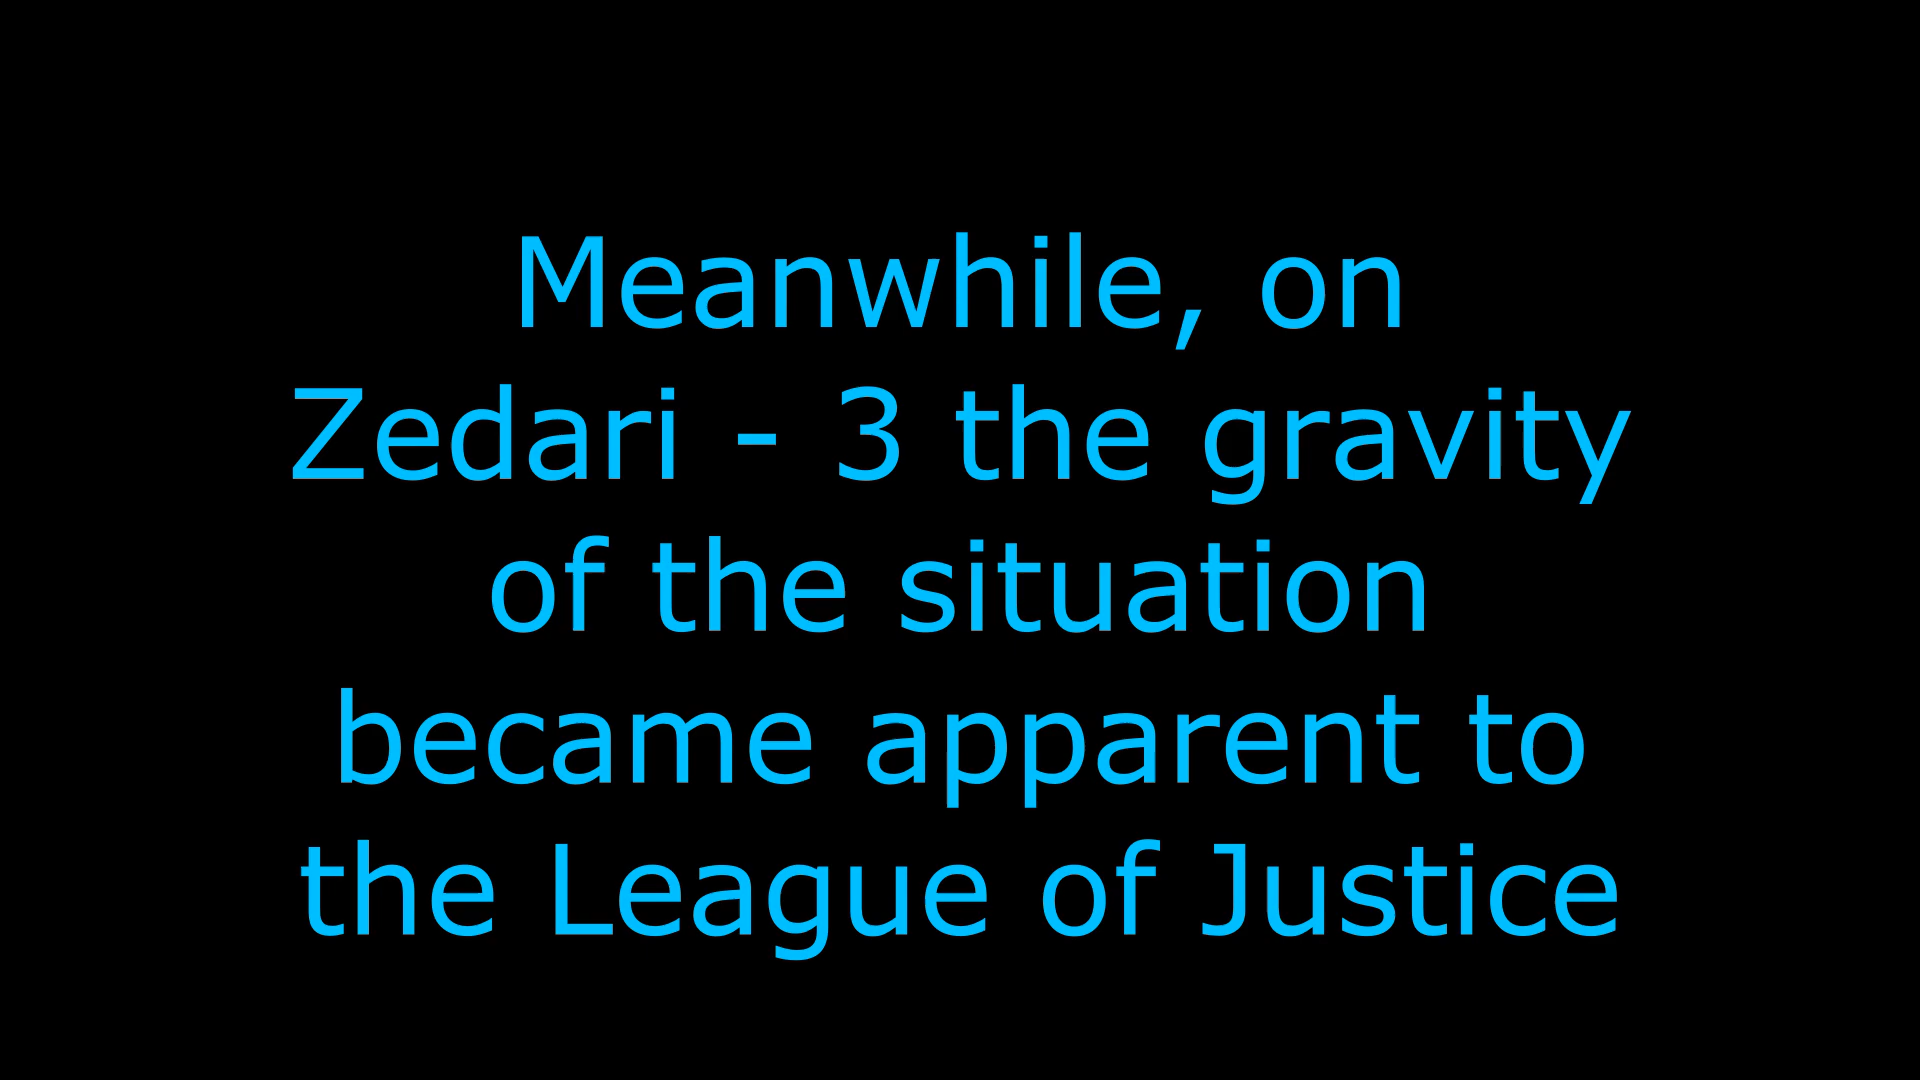 Meanwhile, on
Zedari - 3 the gravity
of the situation
became apparent to
the League of Justice